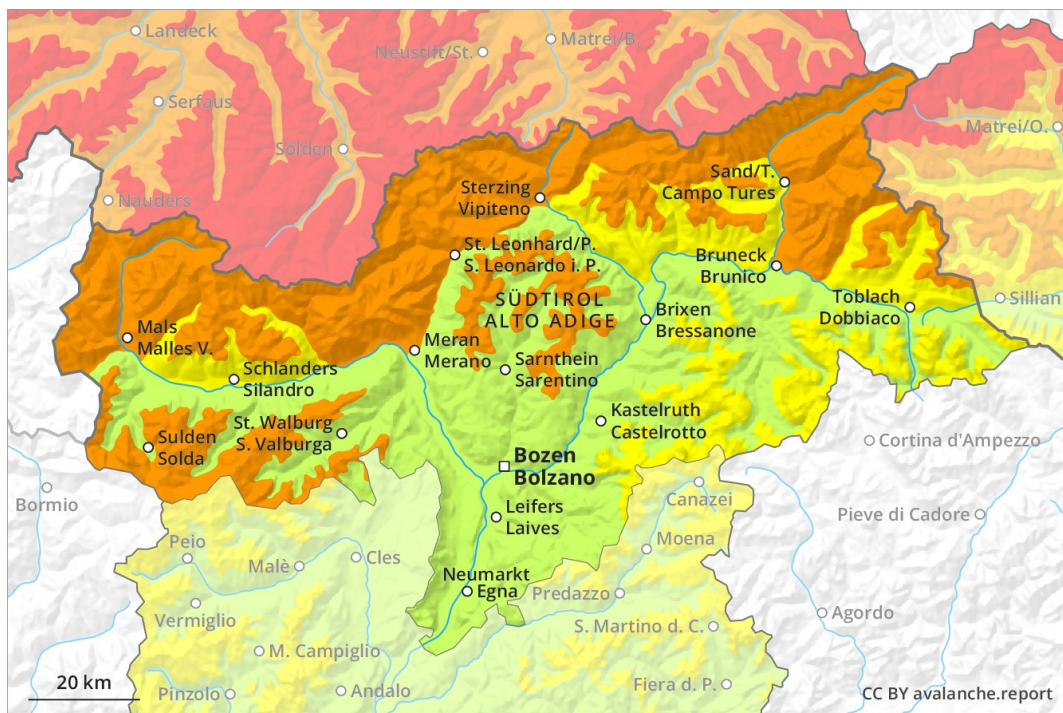 Landeck
Neustift/St.
Matrei/B.
Serfaus
Sölden
Matrei/O.
Nauders
Sterzing
Vipiteno
Sand/T.
Campo Tures
St. Leonhard/P.
S. Leonardo i. P.
Bruneck
Brunico
SÜDTIROL
ALTO ADIGE
Toblach
Dobbiaco
Sillian
Mals
Malles V.
Meran
Merano
Brixen
Bressanone
Schlanders
Silandro
Sarnthein
Sarentino
Sulden
Solda
St. Walburg
S. Valburga
Kastelruth
Castelrotto
Cortina d'Ampezzo
Bozen
Bolzano
Bormio
Canazei
Leifers
Laives
Pieve di Cadore
Peio
Malè
Cles
Moena
Neumarkt
Egna
Predazzo
Vermiglio
Agordo
S. Martino d. C.
M. Campiglio
20 km
Pinzolo
Andalo
Fiera d. P.
CC BY avalanche.report